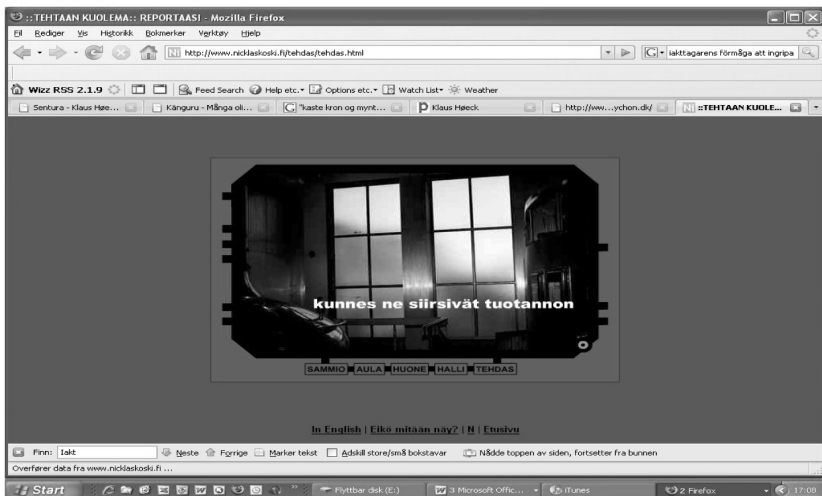 ::TEHTAAN KUOLEMA:: REPORTAASI - Mozilla Firefox
Fil Rediger Vis Higtorikk Bokmerker Verktøy Hjelp
http://www.nicklaskoski.fi/tehdas/tehdas.html iakttagarens förmåga att ingripa
Wizz RSS 2.1.9 Feed Search Help etc. Options etc. Watch List Weather
Sentura - Klaus Høe... Känguru - Många oli... "kaste kron og mynt... Klaus Høeck http://ww...ychon.dk/ ::TEHTAAN KUOLE...
kunnes ne siirsivät tuotannon
SAMMIO AULA HUONE HALLI TEHDAS
In English | Eikö mitään näy? | N | Etusivu
Finn: Iakt Neste Forrige Marker tekst Adskill store/små bokstaver Nådde toppen av siden, fortsetter fra bunnen
Overfører data fra www.nicklaskoski.fi ...
Start Flyttbar disk (E:) 3 Microsoft Offic... iTunes 2 Firefox 17:08